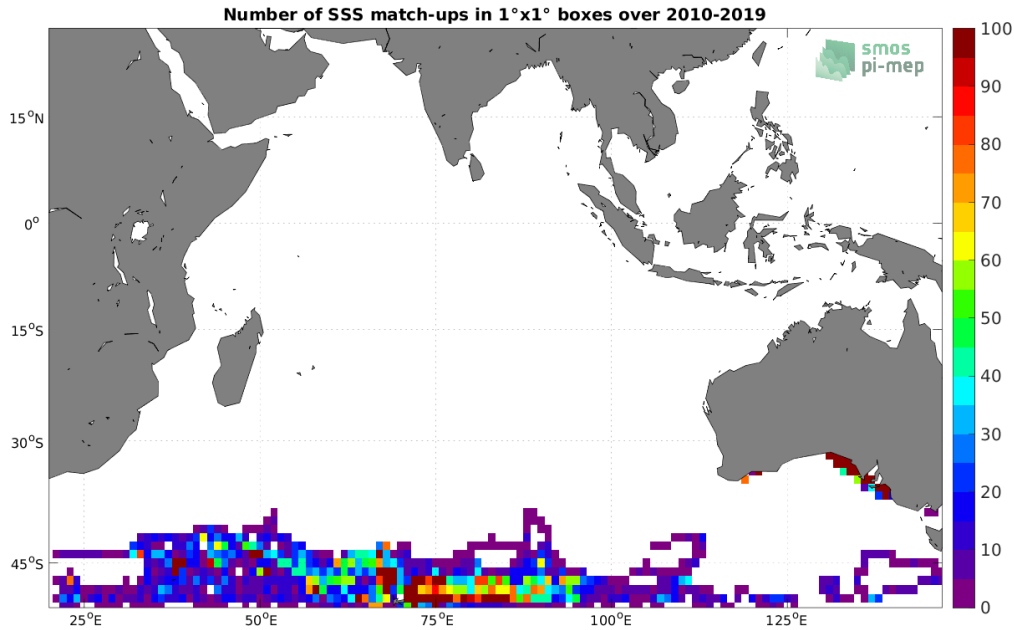 Number of SSS match-ups in 1°x1° boxes over 2010-2019
smos
pi-mep
100
90
80
70
60
50
40
30
20
10
0
15°N
0°
15°S
30°S
45°S
25°E
50°E
75°E
100°E
125°E